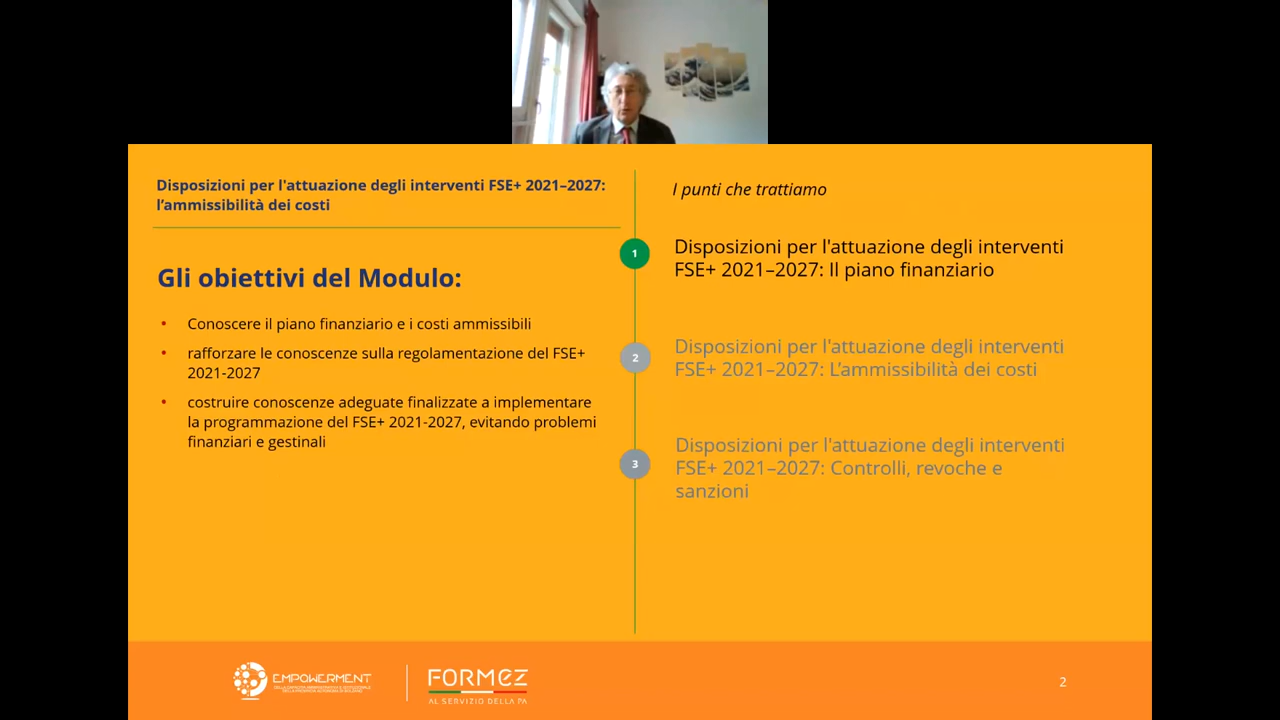 Disposizioni per l'attuazione degli interventi FSE+ 2021–2027:
l’ammissibilità dei costi
Gli obiettivi del Modulo:
• Conoscere il piano finanziario e i costi ammissibili
• rafforzare le conoscenze sulla regolamentazione del FSE+
2021-2027
• costruire conoscenze adeguate finalizzate a implementare
la programmazione del FSE+ 2021-2027, evitando problemi
finanziari e gestinali
I punti che trattiamo
1
Disposizioni per l'attuazione degli interventi
FSE+ 2021–2027: Il piano finanziario
2
Disposizioni per l'attuazione degli interventi
FSE+ 2021–2027: L’ammissibilità dei costi
3
Disposizioni per l'attuazione degli interventi
FSE+ 2021–2027: Controlli, revoche e
sanzioni
EMPOWERMENT
FORMEZ
AL SERVIZIO DELLA PA
2